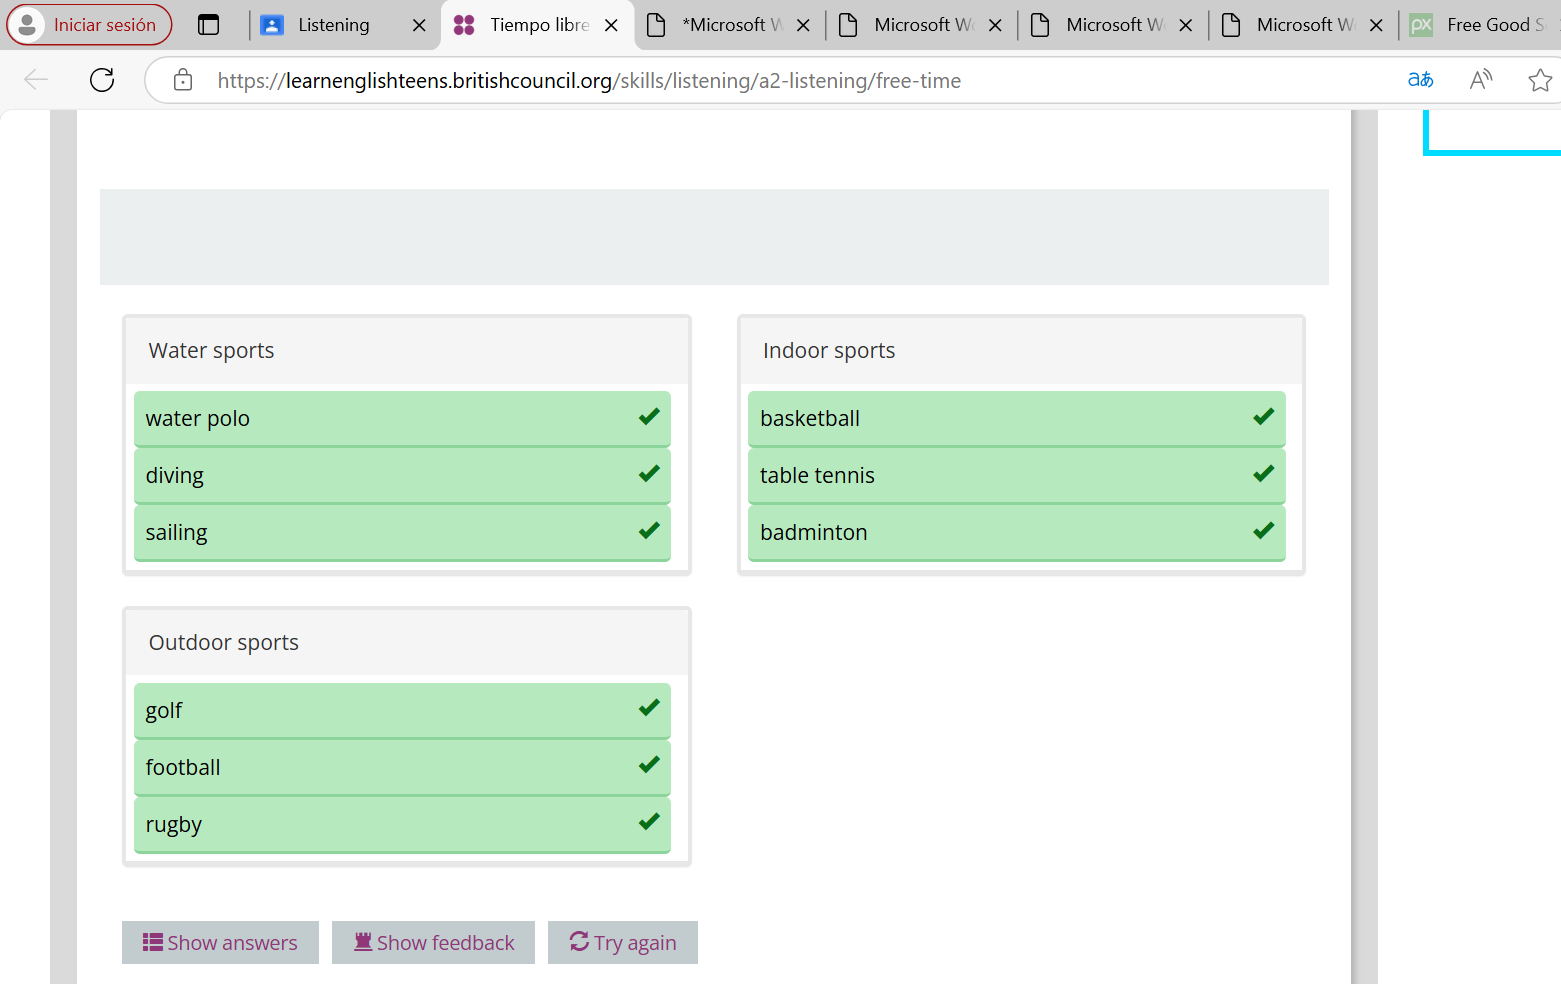 Iniciar sesión
Listening
Tiempo libre
*Microsoft W
Microsoft Wo
Microsoft W
Microsoft W
Free Good S
https://learnenglishteens.britishcouncil.org/skills/listening/a2-listening/free-time
Water sports
water polo
diving
sailing
Indoor sports
basketball
table tennis
badminton
Outdoor sports
golf
football
rugby
Show answers
Show feedback
Try again